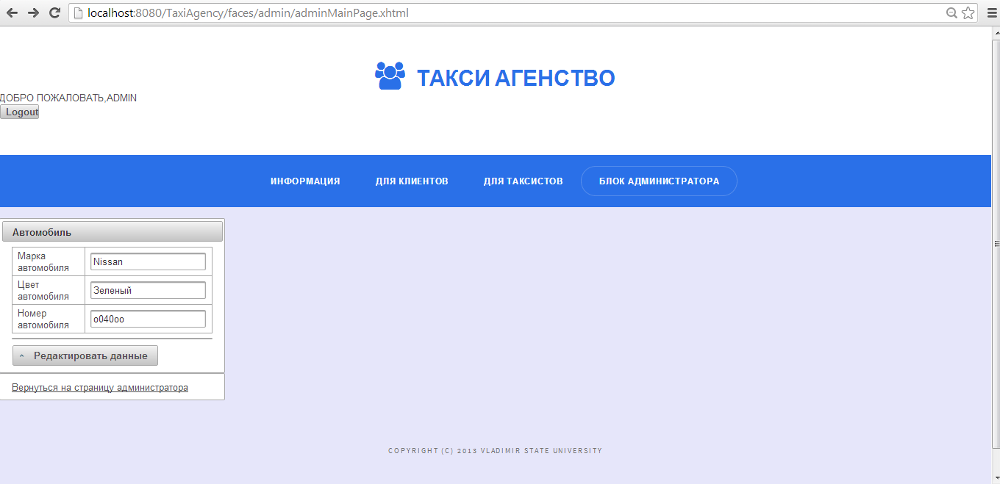 localhost:8080/TaxiAgency/faces/admin/adminMainPage.xhtml
ТАКСИ АГЕНСТВО
ДОБРО ПОЖАЛОВАТЬ,ADMIN
Logout
ИНФОРМАЦИЯ ДЛЯ КЛИЕНТОВ ДЛЯ ТАКСИСТОВ БЛОК АДМИНИСТРАТОРА
Автомобиль
Марка
автомобиля
Nissan
Цвет
автомобиля
Зеленый
Номер
автомобиля
о040оо
Редактировать данные
Вернуться на страницу администратора
COPYRIGHT (C) 2013 VLADIMIR STATE UNIVERSITY